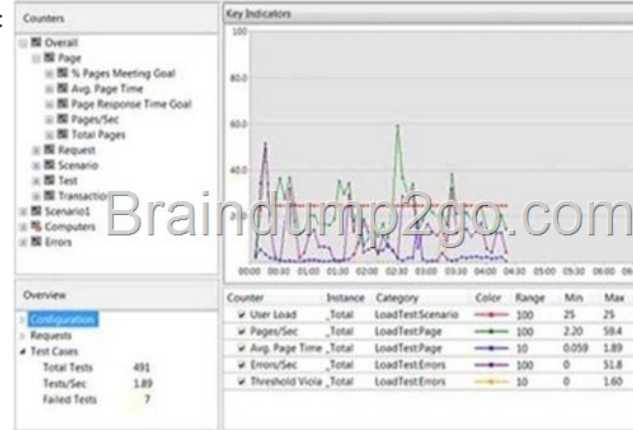 :
Counters
Overall
Page
% Pages Meeting Goal
Avg. Page Time
Page Response Time Goal
Pages/Sec
Total Pages
Request
Scenario
Test
Transaction
Scenario1
Computers
Errors
Key Indicators
100
80.0
60.0
40.0
00:00 00:30 01:00 01:30 02:00 02:30 03:00 03:30 04:00 04:30 05:00 05:30 06:00
Braindump2go.com
Overview
Configuration
Requests
Test Cases
Total Tests 491
Tests/Sec 1.89
Failed Tests 7
Counter Instance Category Color Range Min Max
User Load _Total LoadTest:Scenario 100 25 25
Pages/Sec _Total LoadTest:Page 100 2.20 59.4
Avg. Page Time _Total LoadTest:Page 10 0.059 1.89
Errors/Sec _Total LoadTest:Errors 100 0 51.8
Threshold Viola _Total LoadTest:Errors 10 0 1.60